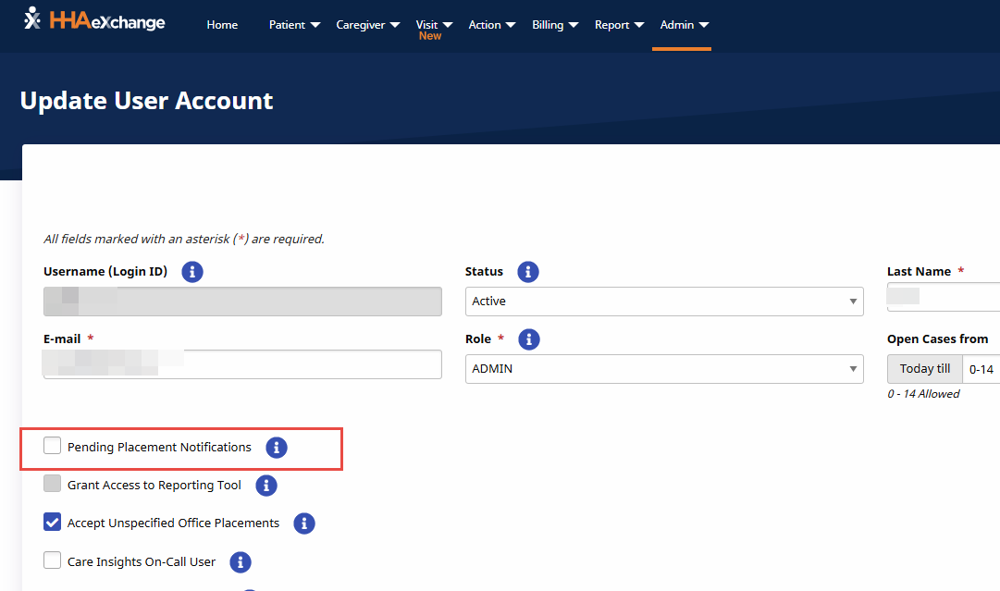 HHAeXchange
Home Patient Caregiver Visit Action Billing Report Admin
New
Update User Account
All fields marked with an asterisk (*) are required.
Username (Login ID) Status Last Name *
Active
E-mail * Role * Open Cases from
ADMIN Today till 0-14
0 - 14 Allowed
Pending Placement Notifications
Grant Access to Reporting Tool
Accept Unspecified Office Placements
Care Insights On-Call User